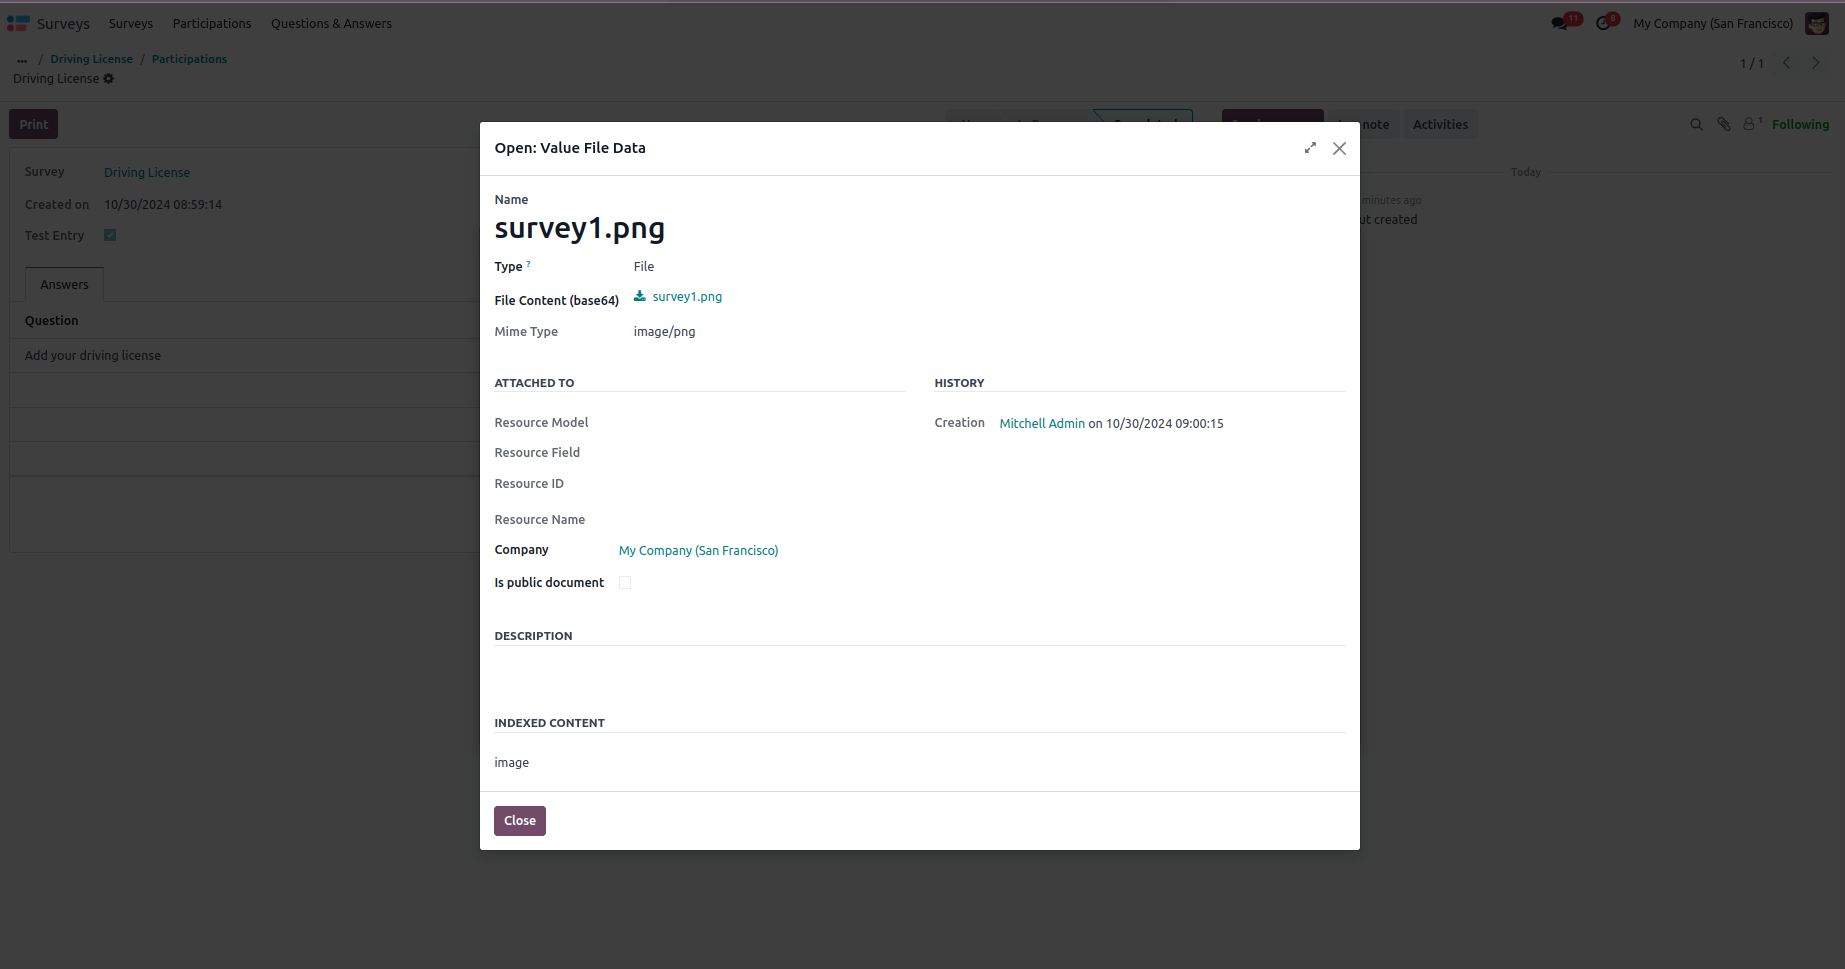 Surveys Surveys Participations Questions & Answers 11 8 My Company (San Francisco)
... / Driving License / Participations
Driving License
1 / 1
Print
note Activities 1 Following
Open: Value File Data
Survey Driving License
Created on 10/30/2024 08:59:14
Test Entry
Answers
Question
Add your driving license
Today
minutes ago
created
Name
survey1.png
Type ? File
File Content (base64) survey1.png
Mime Type image/png
ATTACHED TO
Resource Model
Resource Field
Resource ID
Resource Name
Company My Company (San Francisco)
Is public document
HISTORY
Creation Mitchell Admin on 10/30/2024 09:00:15
DESCRIPTION
INDEXED CONTENT
image
Close